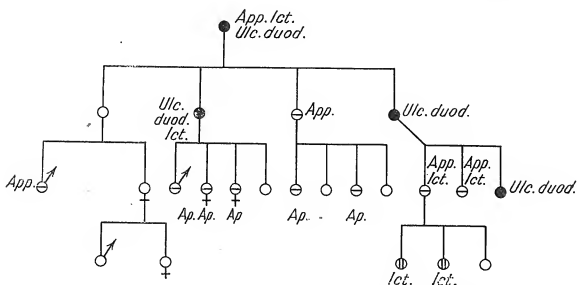 App. Ict.
Ulc. duod.
Ulc.
duod.
Ict.
App.
Ulc. duod.
App.
App.
Ict.
App.
Ict.
Ulc. duod.
Ap. Ap. Ap
Ap. Ap.
Ict. Ict.